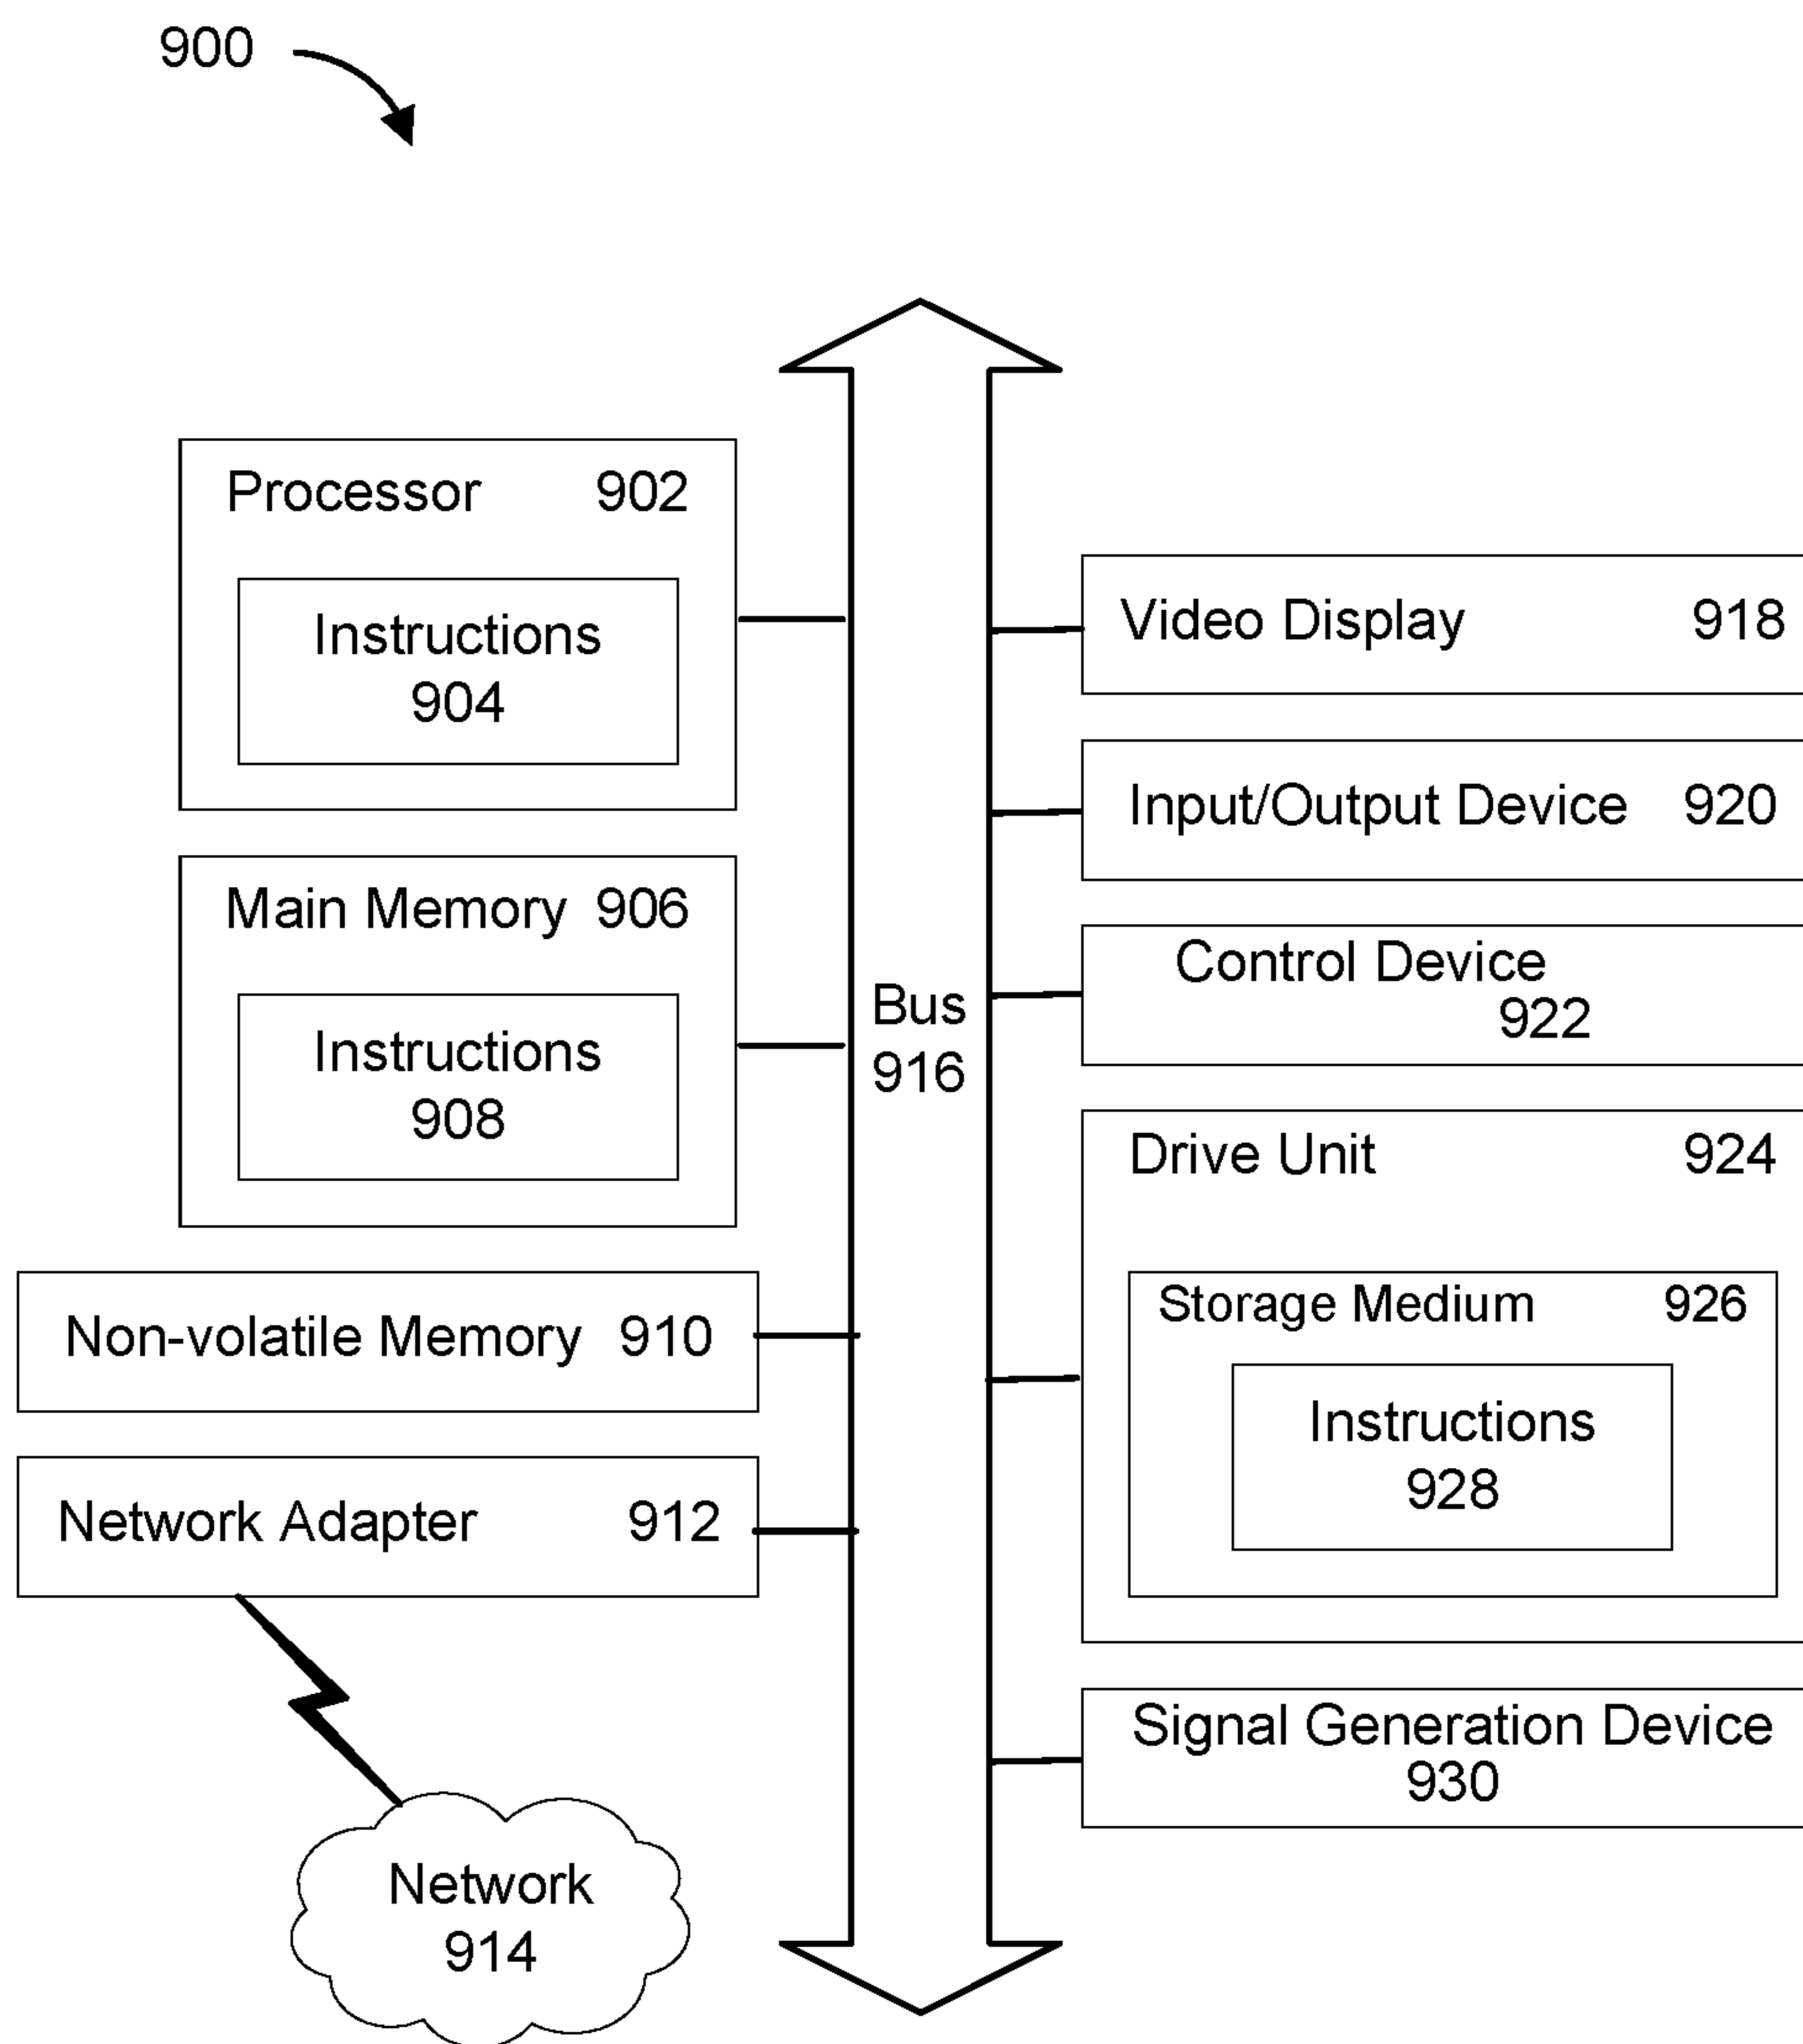 900
Processor 902
Instructions
904
Main Memory 906
Instructions
908
Non-volatile Memory 910
Network Adapter 912
Network
914
Bus
916
Video Display 918
Input/Output Device 920
Control Device
922
Drive Unit 924
Storage Medium 926
Instructions
928
Signal Generation Device
930